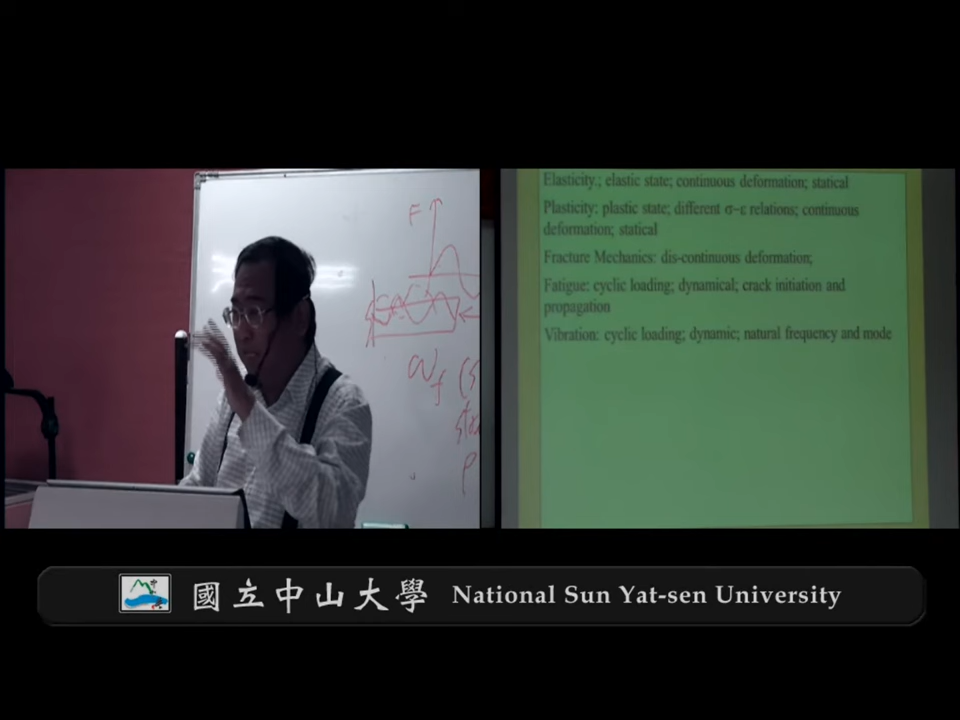 F
Elasticity.; elastic state; continuous deformation; statical
Plasticity: plastic state; different σ–ε relations; continuous
deformation; statical
Fracture Mechanics: dis-continuous deformation;
Fatigue: cyclic loading; dynamical; crack initiation and
propagation
Vibration: cyclic loading; dynamic; natural frequency and mode
國立中山大學 National Sun Yat-sen University